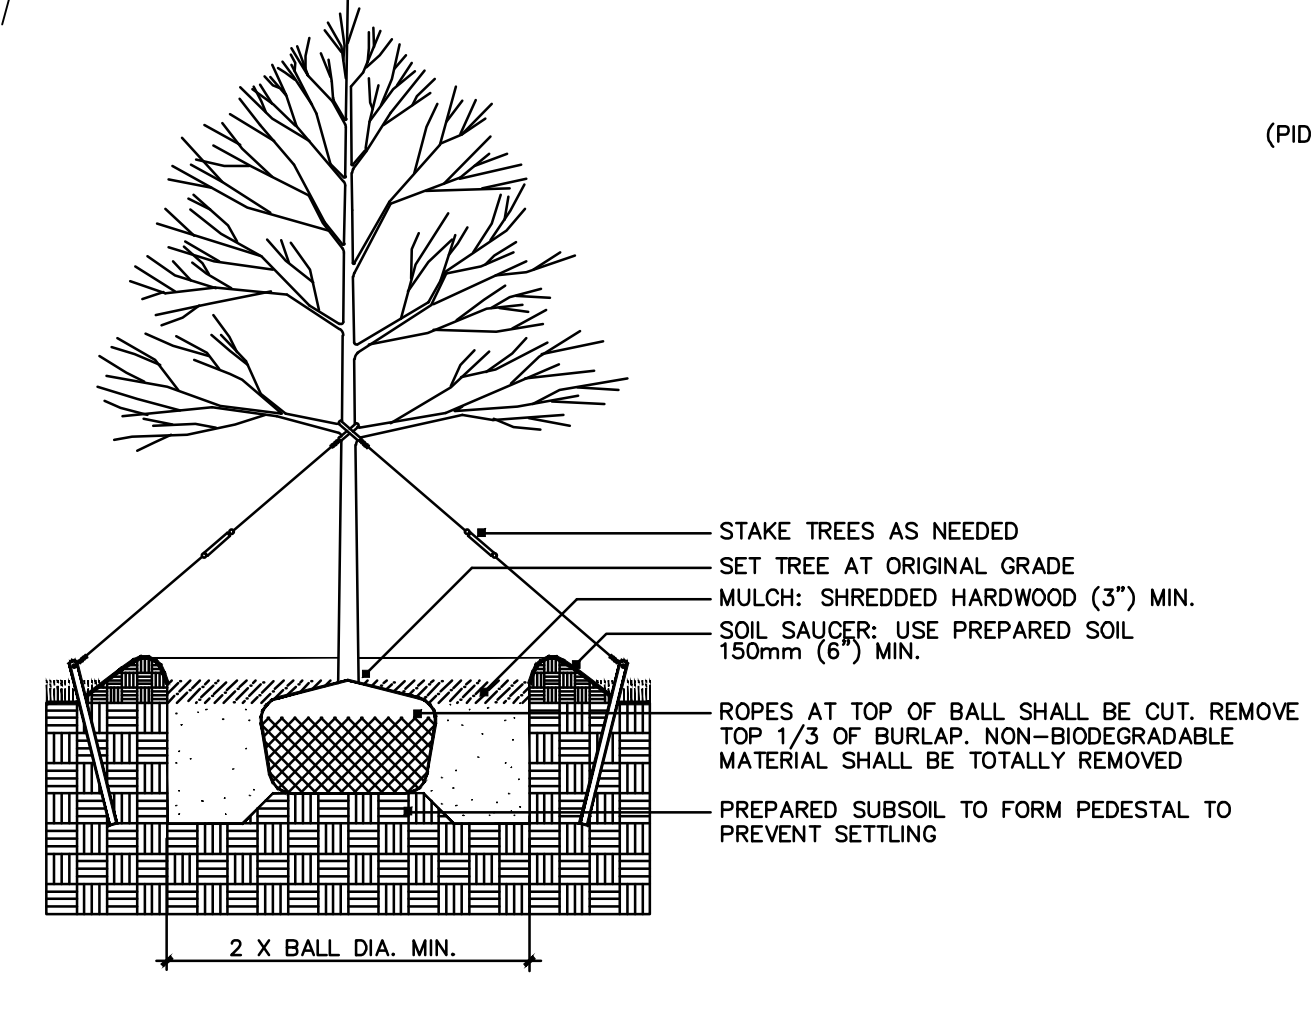 (PID
STAKE TREES AS NEEDED
SET TREE AT ORIGINAL GRADE
MULCH: SHREDDED HARDWOOD (3") MIN.
SOIL SAUCER: USE PREPARED SOIL
150mm (6") MIN.
ROPES AT TOP OF BALL SHALL BE CUT. REMOVE
TOP 1/3 OF BURLAP. NON-BIODEGRADABLE
MATERIAL SHALL BE TOTALLY REMOVED
PREPARED SUBSOIL TO FORM PEDESTAL TO
PREVENT SETTLING
2 X BALL DIA. MIN.